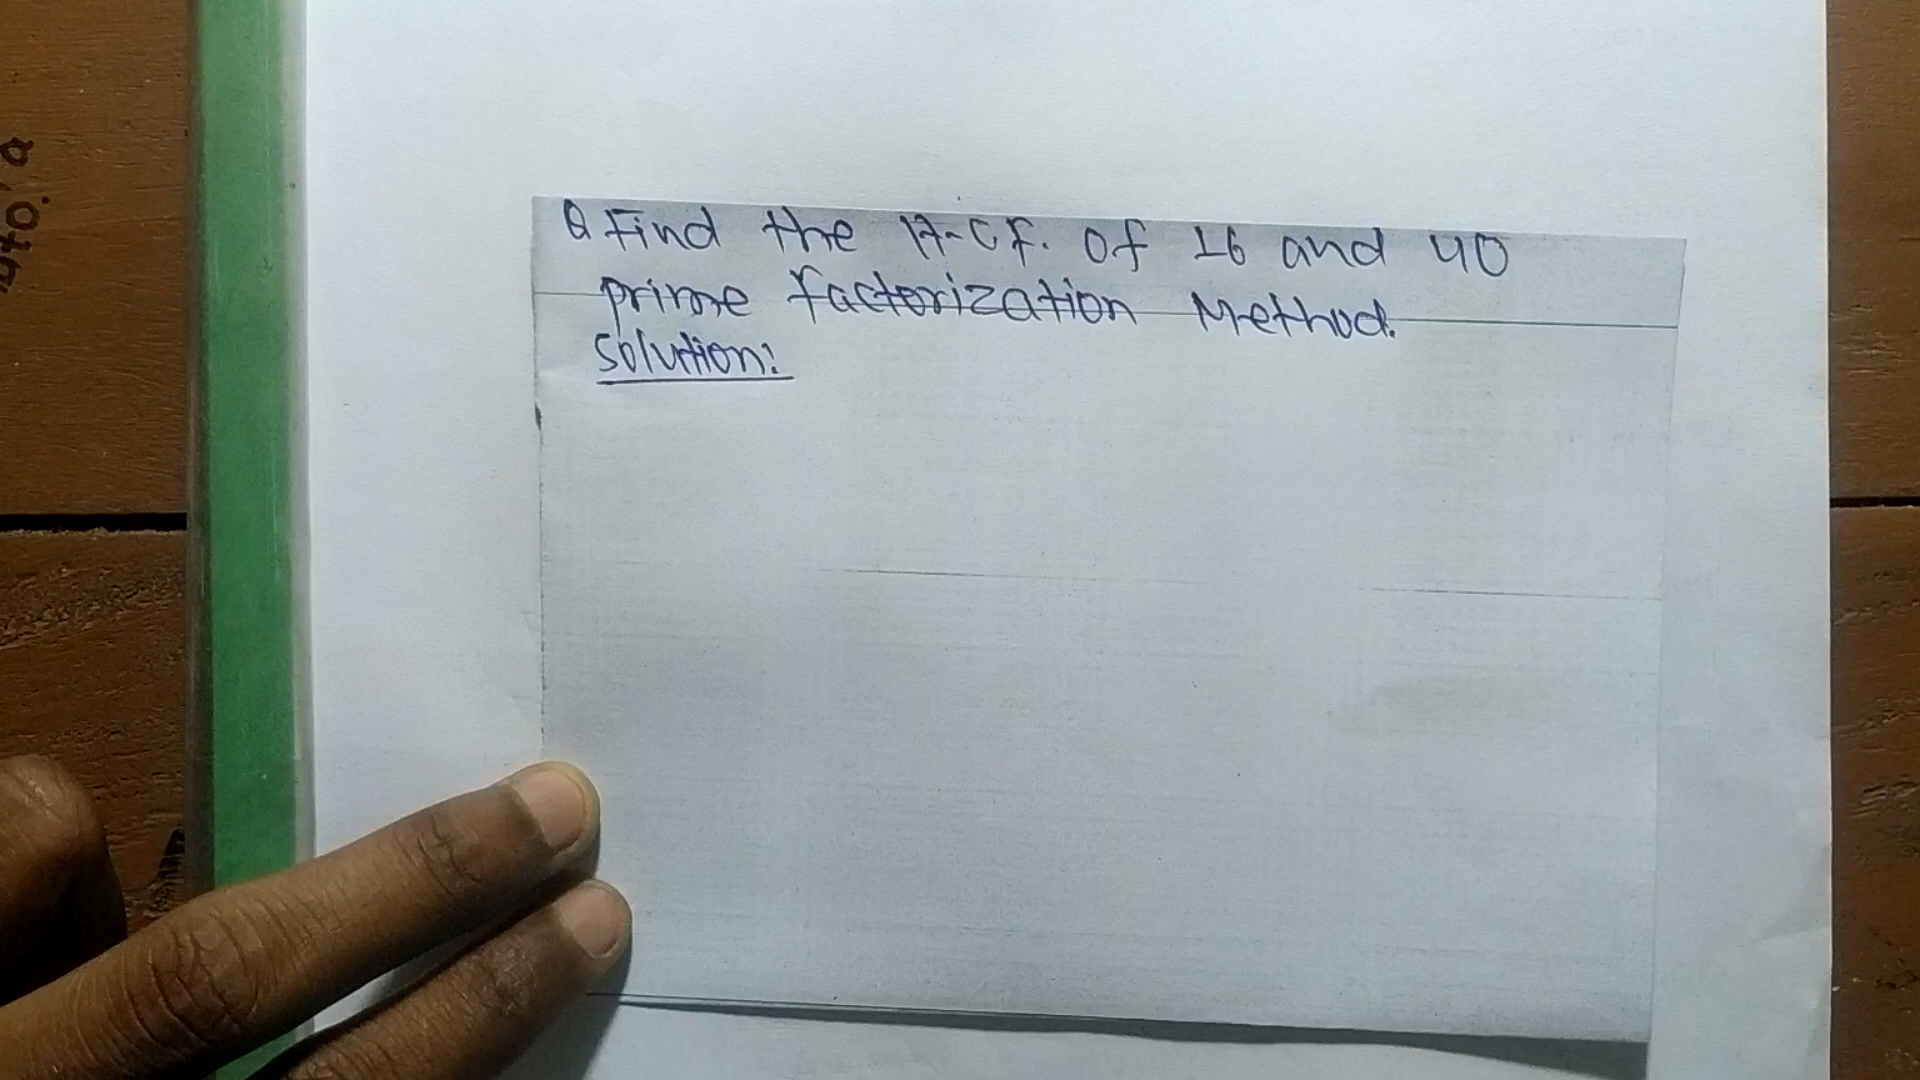 Q Find the H.C.F. of 16 and 40
prime factorization Method.
Solution: